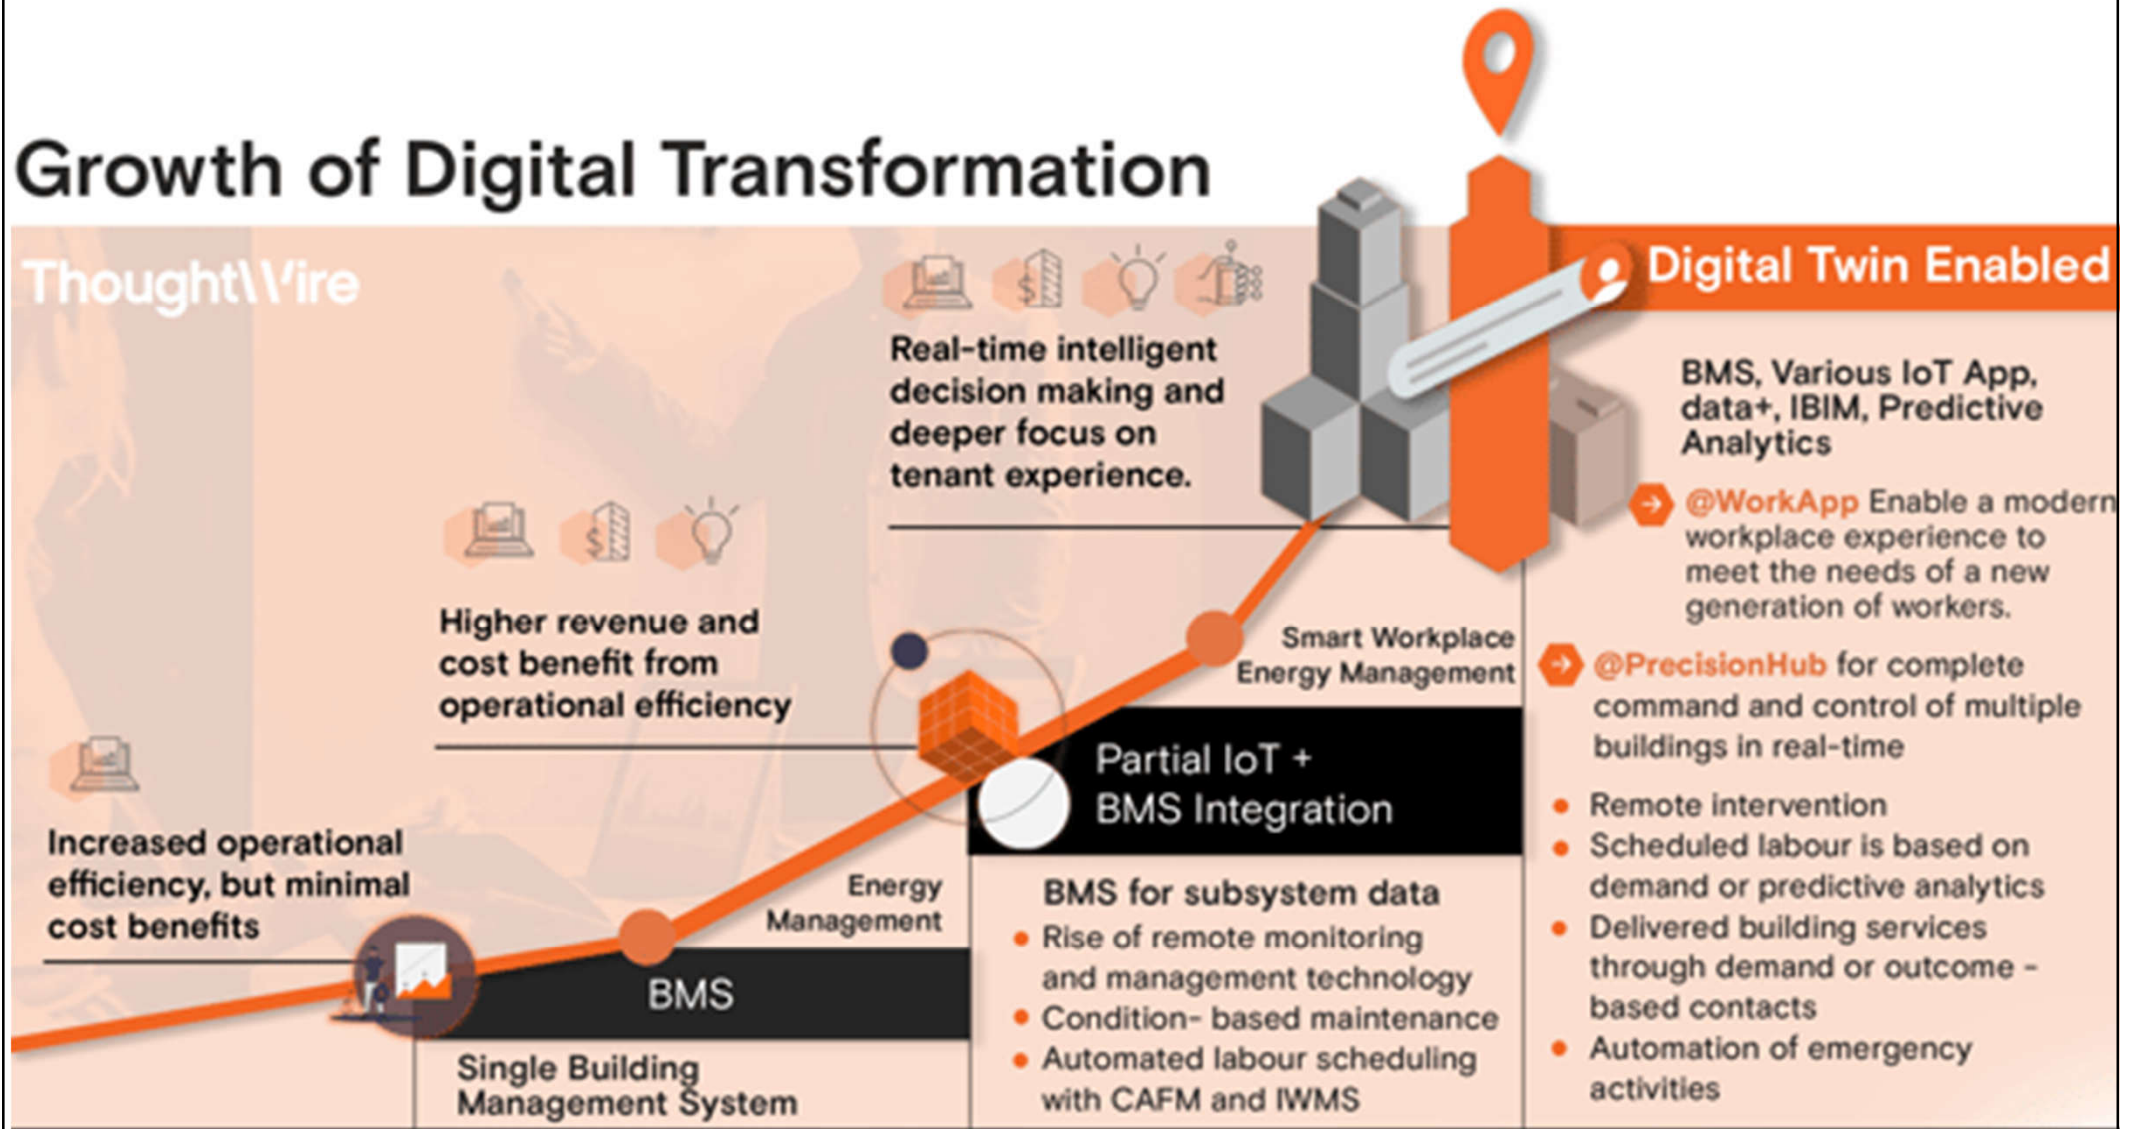 Growth of Digital Transformation
ThoughtWire
Increased operational
efficiency, but minimal
cost benefits
Higher revenue and
cost benefit from
operational efficiency
Real-time intelligent
decision making and
deeper focus on
tenant experience.
Energy
Management
BMS
Single Building
Management System
Smart Workplace
Energy Management
Partial IoT +
BMS Integration
BMS for subsystem data
• Rise of remote monitoring
and management technology
• Condition- based maintenance
• Automated labour scheduling
with CAFM and IWMS
Digital Twin Enabled
BMS, Various IoT App,
data+, IBIM, Predictive
Analytics
@WorkApp Enable a modern
workplace experience to
meet the needs of a new
generation of workers.
@PrecisionHub for complete
command and control of multiple
buildings in real-time
• Remote intervention
• Scheduled labour is based on
demand or predictive analytics
• Delivered building services
through demand or outcome -
based contacts
• Automation of emergency
activities